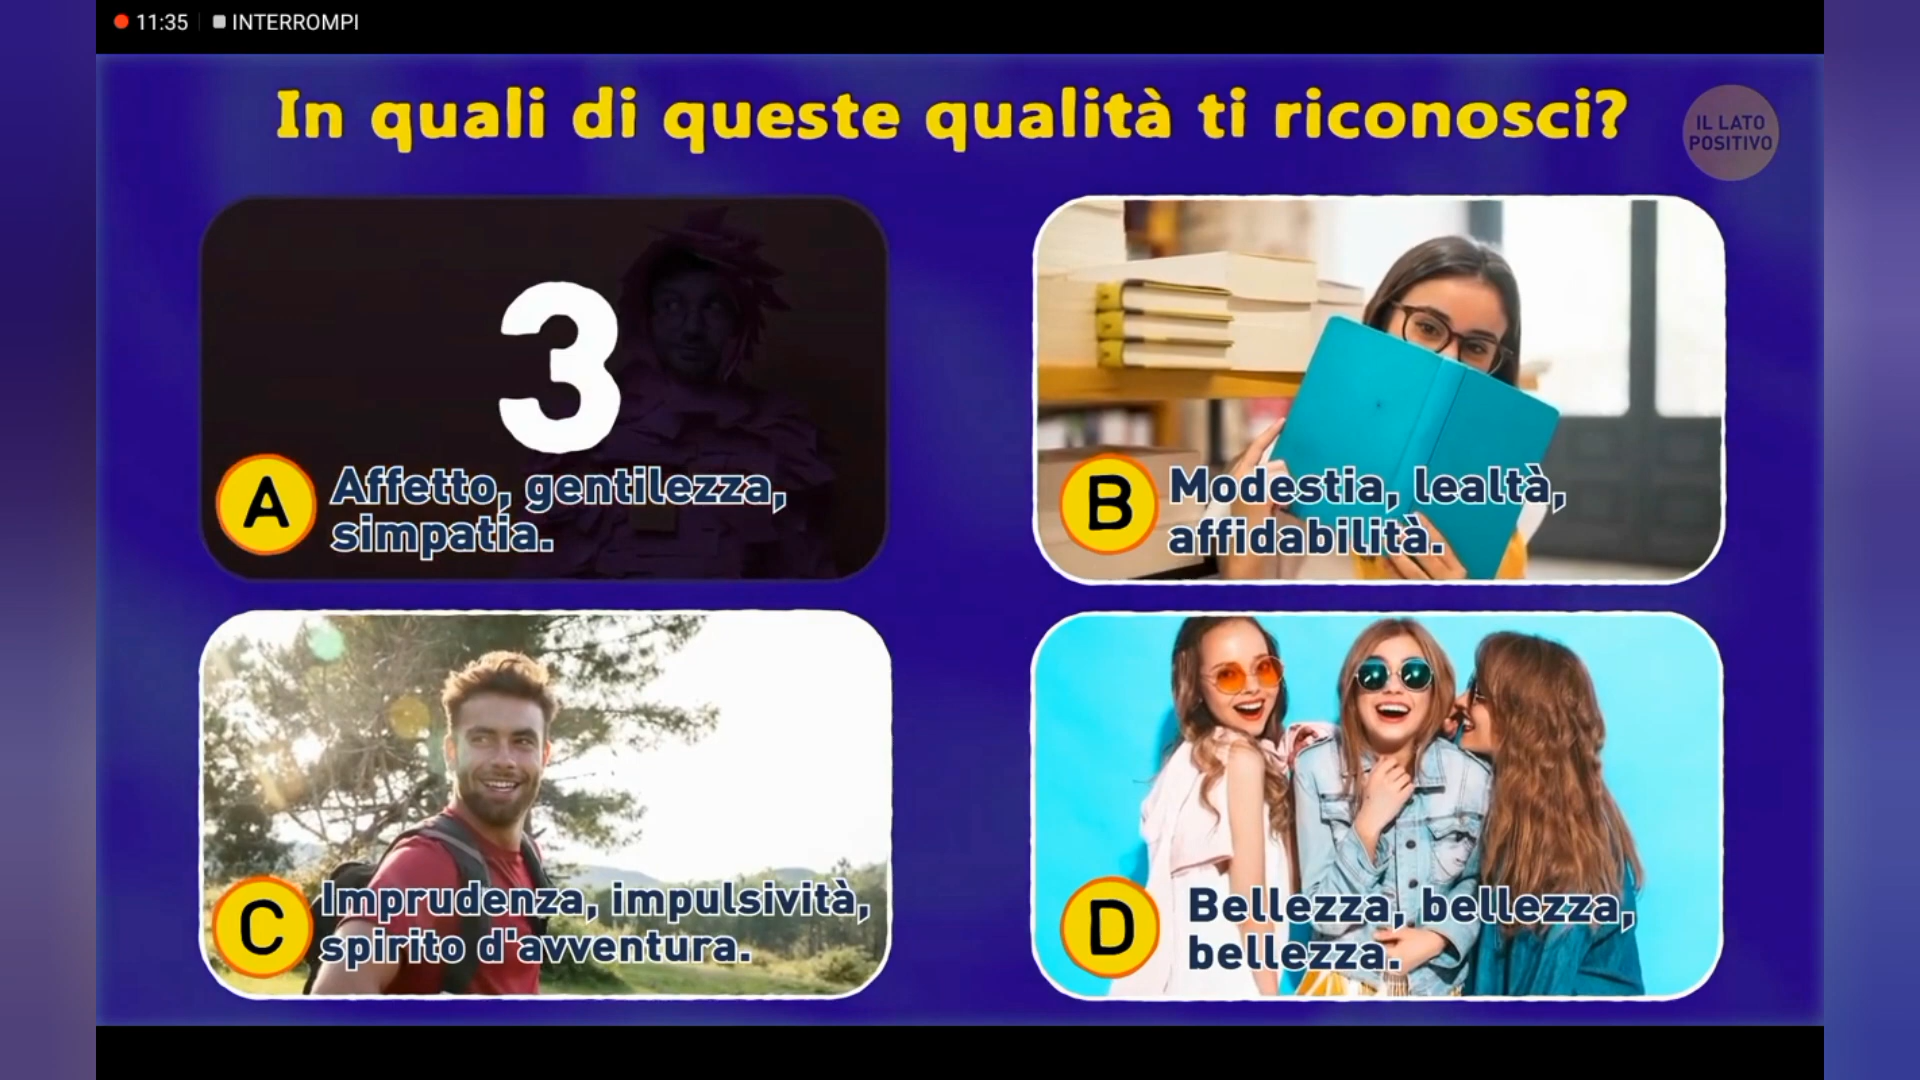 11:35 INTERROMPI
In quali di queste qualità ti riconosci?
IL LATO
POSITIVO
3
A
Affetto, gentilezza,
simpatia.
B
Modestia, lealtà,
affidabilità.
C
Imprudenza, impulsività,
spirito d'avventura.
D
Bellezza, bellezza,
bellezza.